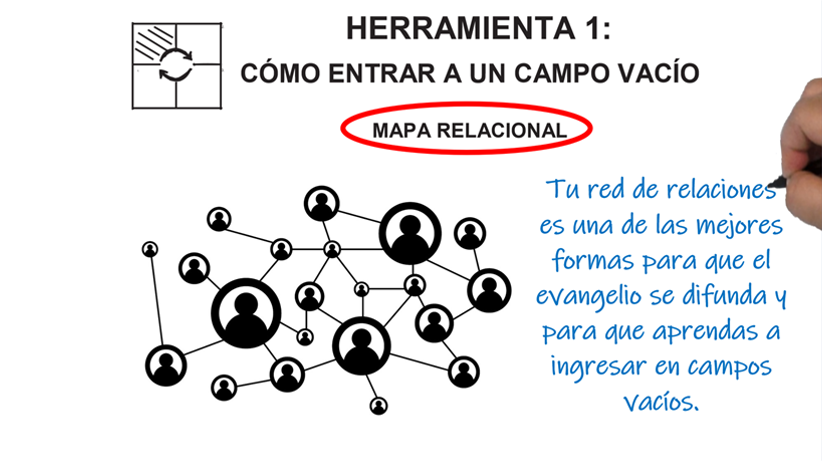 HERRAMIENTA 1:
CÓMO ENTRAR A UN CAMPO VACÍO
MAPA RELACIONAL
Tu red de relaciones
es una de las mejores
formas para que el
evangelio se difunda y
para que aprendas a
ingresar en campos
vacíos.